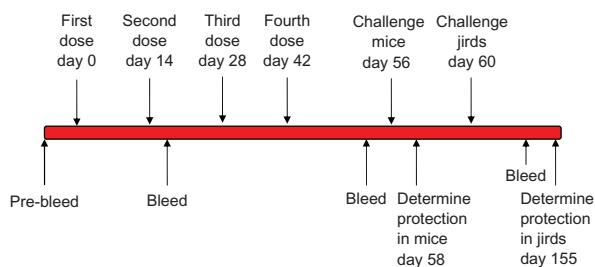 First
dose
day 0
Second
dose
day 14
Third
dose
day 28
Fourth
dose
day 42
Challenge
mice
day 56
Challenge
jirds
day 60
Pre-bleed
Bleed
Bleed
Determine
protection
in mice
day 58
Bleed
Determine
protection
in jirds
day 155